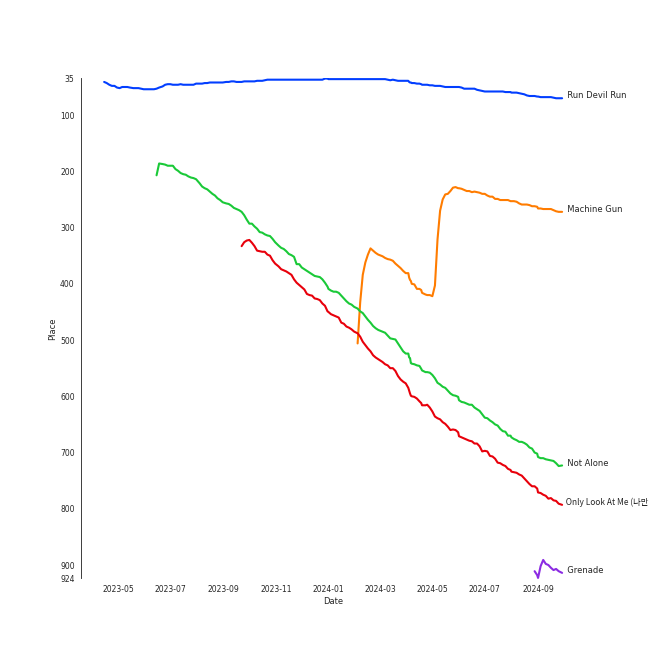 35
100
200
300
400
500
600
700
800
900
924
Place
2023-05
2023-07
2023-09
2023-11
2024-01
2024-03
2024-05
2024-07
2024-09
Date
Run Devil Run
Machine Gun
Not Alone
Only Look At Me (나만
Grenade